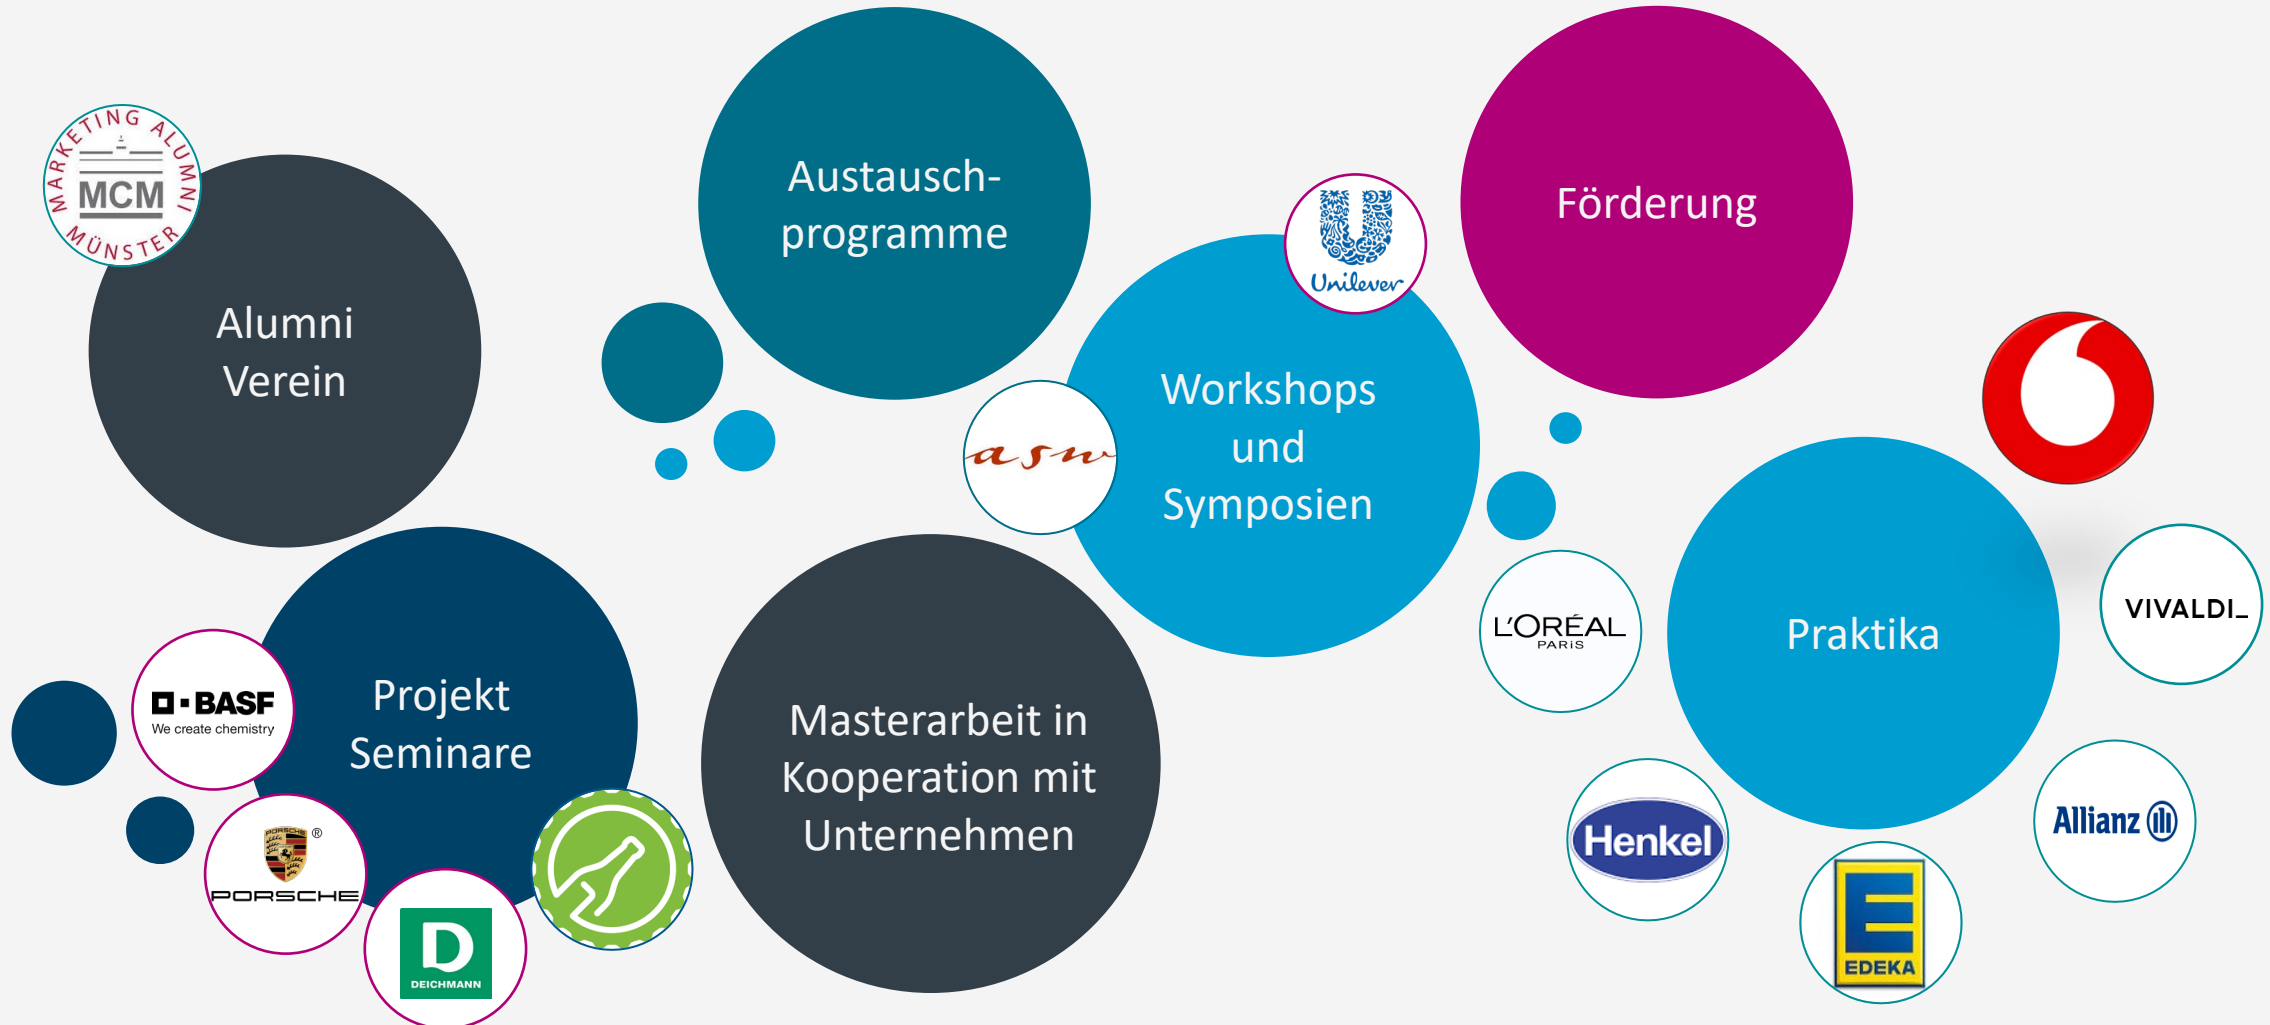 MARKETING ALUMNI
MCM
MÜNSTER
Alumni
Verein
Austausch-
programme
Unilever
Förderung
asw
Workshops
und
Symposien
L'ORÉAL
PARIS
Praktika
VIVALDI_
BASF
We create chemistry
Projekt
Seminare
PORSCHE
®
PORSCHE
D
DEICHMANN
Masterarbeit in
Kooperation mit
Unternehmen
Henkel
E
EDEKA
Allianz